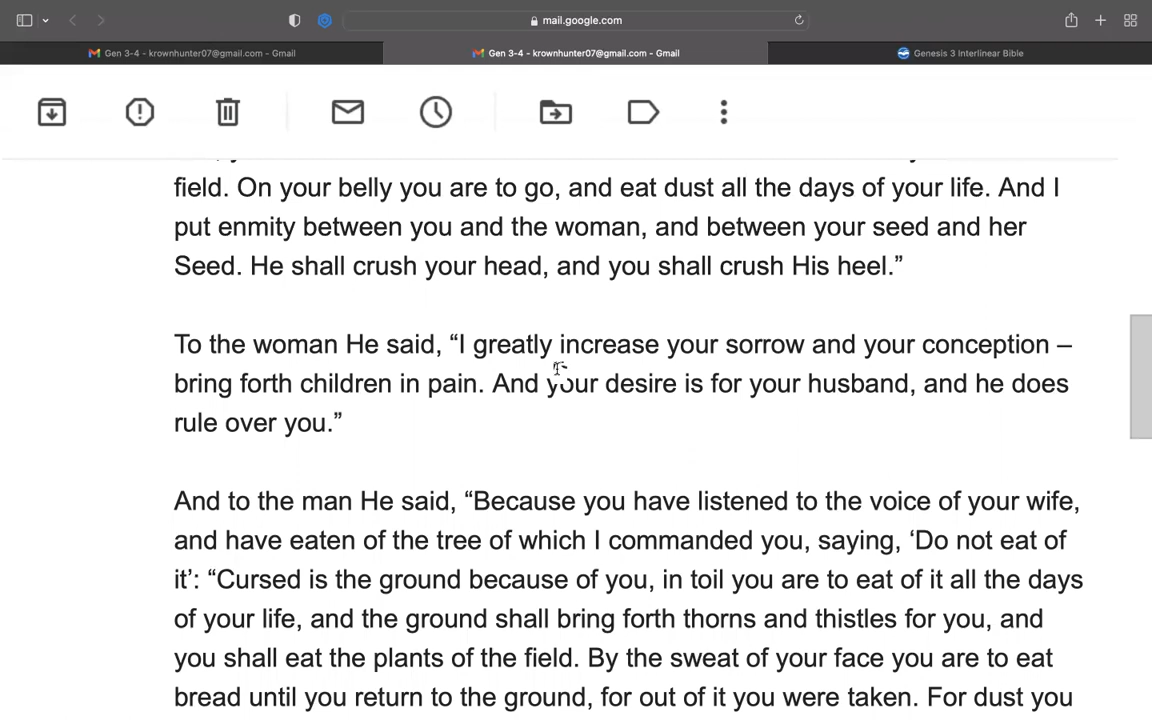 mail.google.com
Gen 3-4 - krownhunter07@gmail.com - Gmail
Gen 3-4 - krownhunter07@gmail.com - Gmail
Genesis 3 Interlinear Bible
field. On your belly you are to go, and eat dust all the days of your life. And I
put enmity between you and the woman, and between your seed and her
Seed. He shall crush your head, and you shall crush His heel.”
To the woman He said, “I greatly increase your sorrow and your conception –
bring forth children in pain. And your desire is for your husband, and he does
rule over you.”
And to the man He said, “Because you have listened to the voice of your wife,
and have eaten of the tree of which I commanded you, saying, ‘Do not eat of
it’: “Cursed is the ground because of you, in toil you are to eat of it all the days
of your life, and the ground shall bring forth thorns and thistles for you, and
you shall eat the plants of the field. By the sweat of your face you are to eat
bread until you return to the ground, for out of it you were taken. For dust you